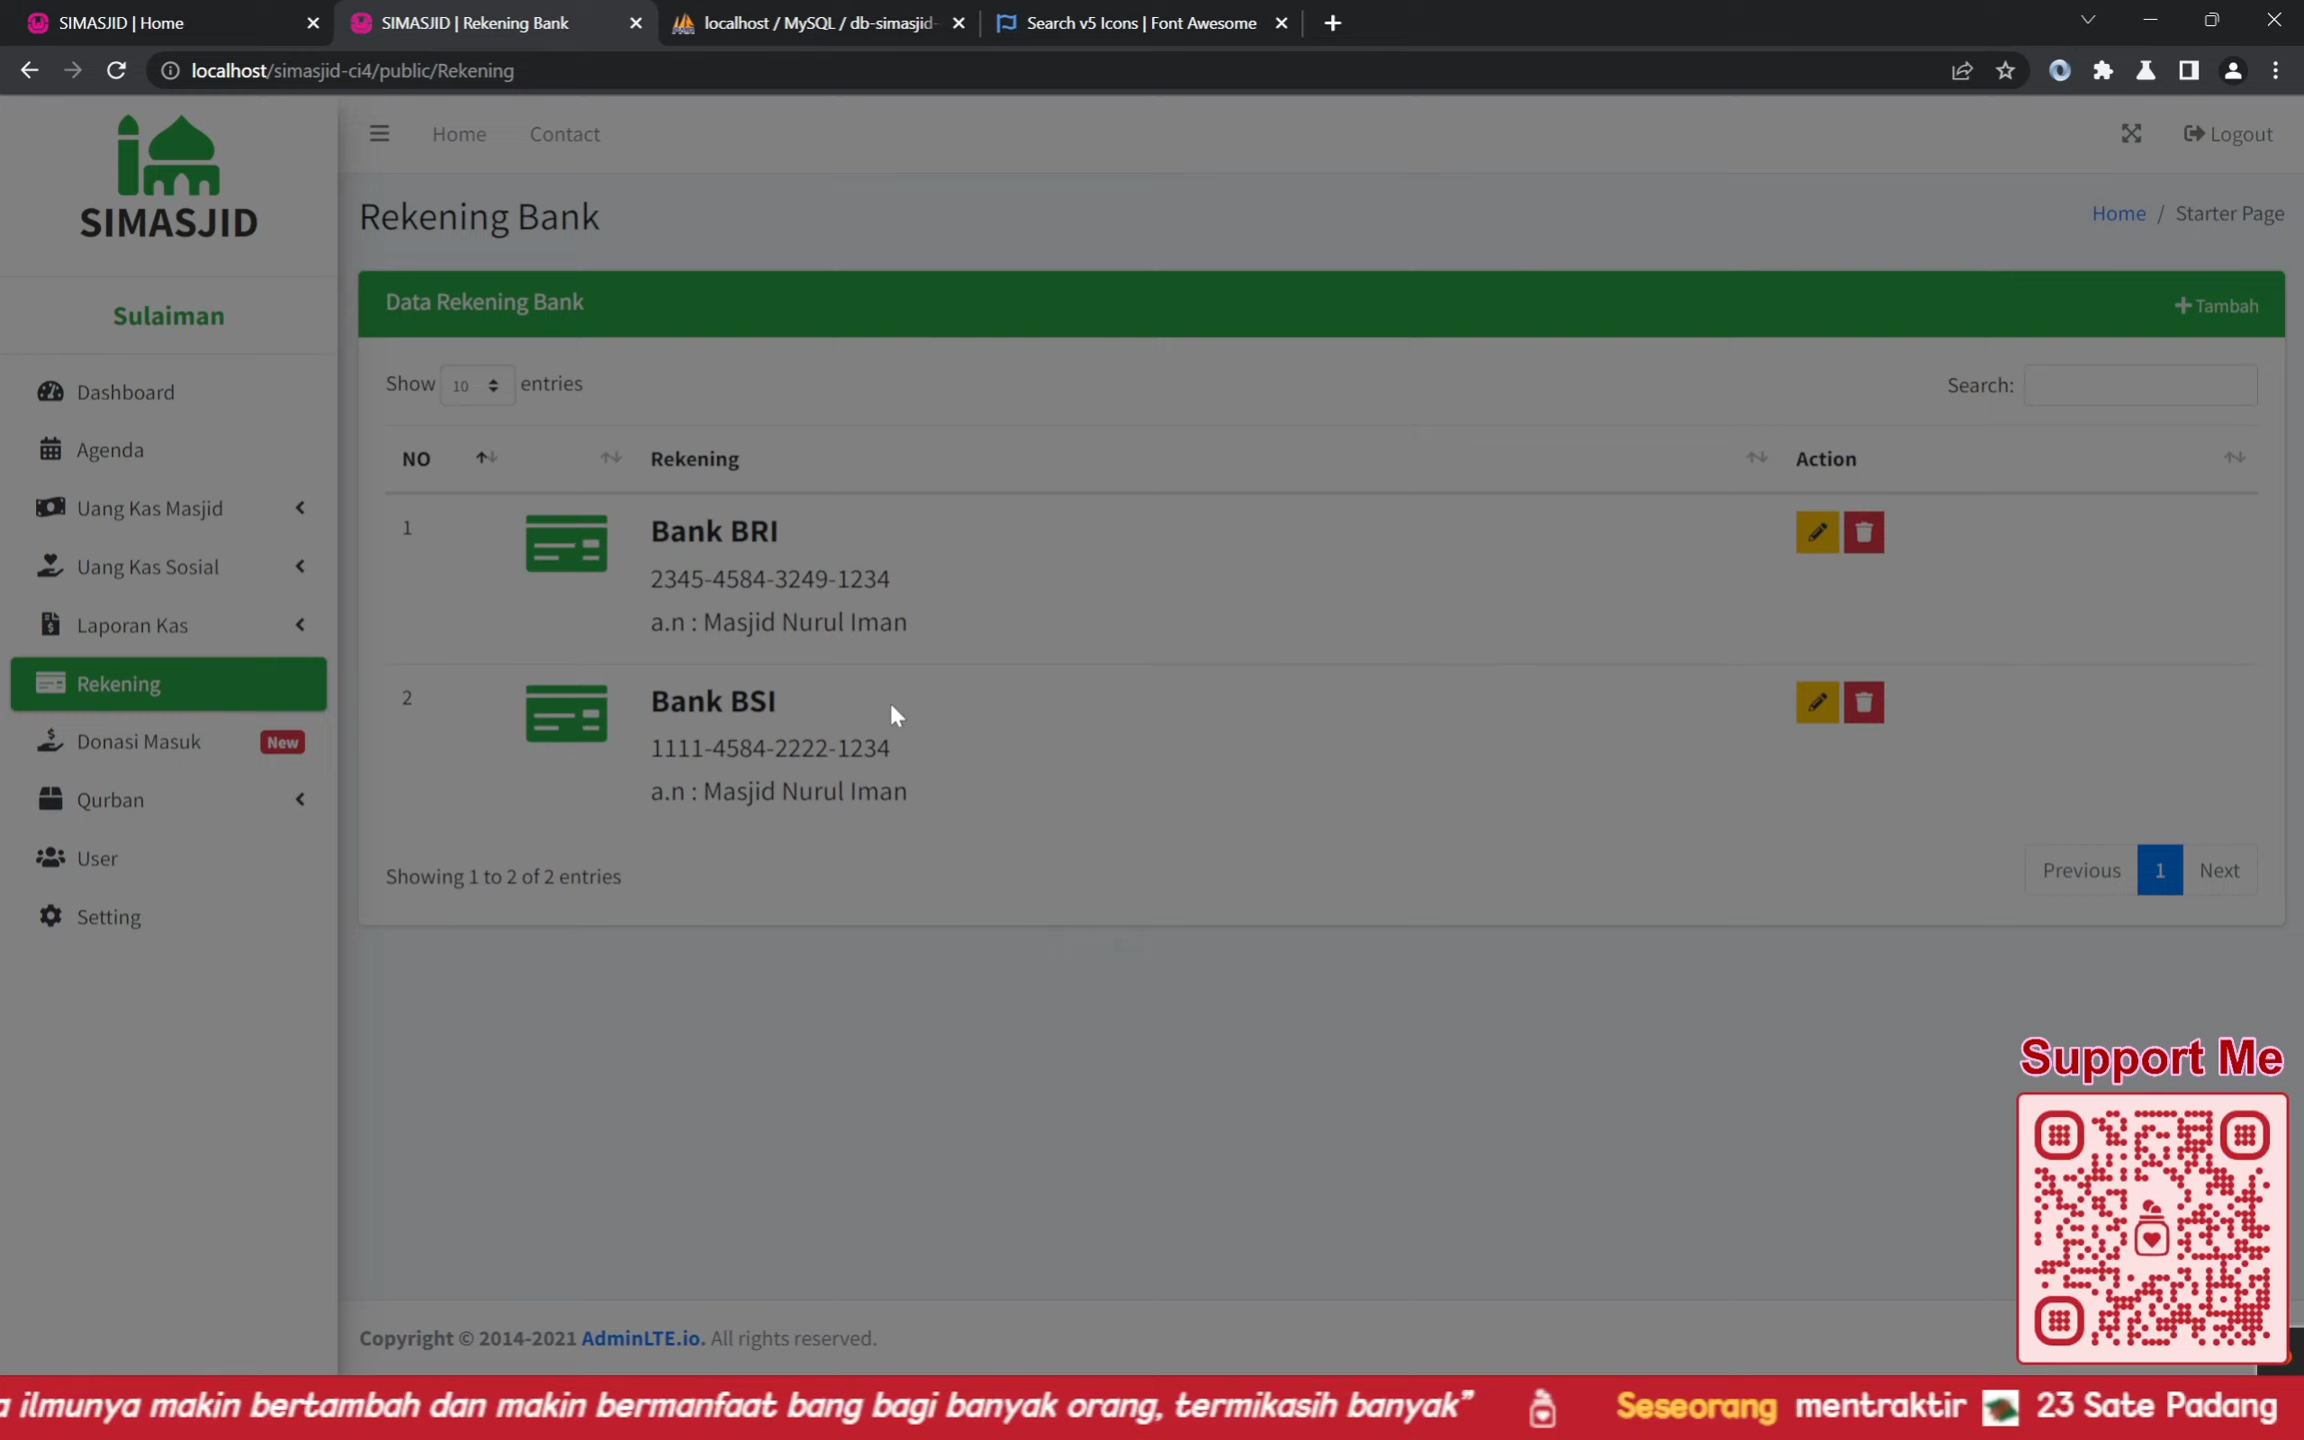 SIMASJID | Home
SIMASJID | Rekening Bank
localhost / MySQL / db-simasjid-
Search v5 Icons | Font Awesome
localhost/simasjid-ci4/public/Rekening
SIMASJID
Home
Contact
Logout
Rekening Bank
Home / Starter Page
Sulaiman
Dashboard
Agenda
Uang Kas Masjid
Uang Kas Sosial
Laporan Kas
Rekening
Donasi Masuk New
Qurban
User
Setting
Data Rekening Bank
Tambah
Show 10 entries
Search:
NO Rekening Action
1 Bank BRI
2345-4584-3249-1234
a.n : Masjid Nurul Iman
2 Bank BSI
1111-4584-2222-1234
a.n : Masjid Nurul Iman
Showing 1 to 2 of 2 entries
Previous 1 Next
Support Me
Copyright © 2014-2021 AdminLTE.io. All rights reserved.
a ilmunya makin bertambah dan makin bermanfaat bang bagi banyak orang, termikasih banyak” Seseorang mentraktir 23 Sate Padang